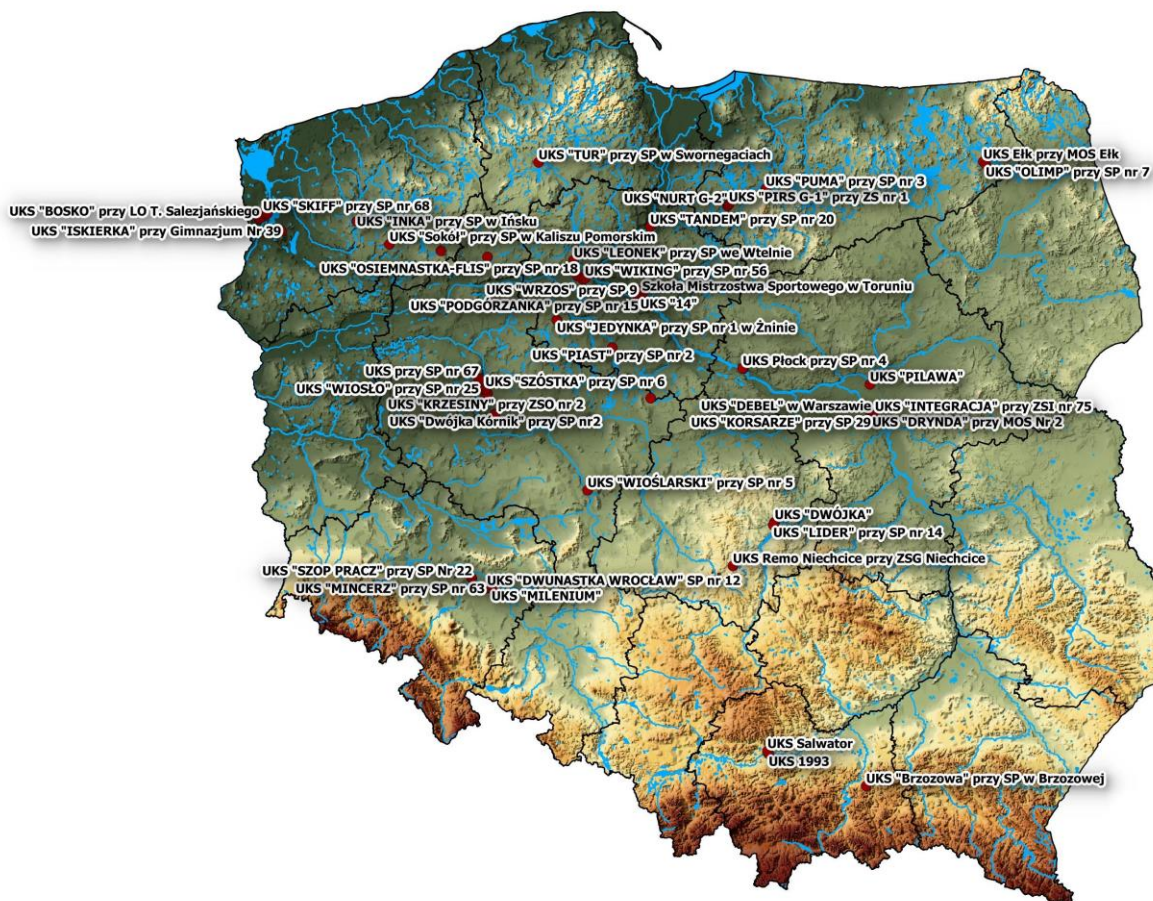 UKS "TUR" przy SP w Swornegaciach
UKS Ełk przy MOS Ełk
UKS "OLIMP" przy SP nr 7
UKS "PUMA" przy SP nr 3
UKS "NURT G-2"
UKS "PIRS G-1" przy ZS nr 1
UKS "BOSKO" przy LO T. Salezjańskiego
UKS "SKIFF" przy SP nr 68
UKS "ISKIERKA" przy Gimnazjum Nr 39
UKS "INKA" przy SP w Ińsku
UKS "TANDEM" przy SP nr 20
UKS "Sokół" przy SP w Kaliszu Pomorskim
UKS "LEONEK" przy SP we Wtelnie
UKS "OSIEMNASTKA-FLIS" przy SP nr 18
UKS "WIKING" przy SP nr 56
UKS "WRZOS" przy SP 9
Szkoła Mistrzostwa Sportowego w Toruniu
UKS "PODGÓRZANKA" przy SP nr 15
UKS "14"
UKS "JEDYNKA" przy SP nr 1 w Żninie
UKS "PIAST" przy SP nr 2
UKS Płock przy SP nr 4
UKS przy SP nr 67
UKS "SZÓSTKA" przy SP nr 6
UKS "PILAWA"
UKS "WIOSŁO" przy SP nr 25
UKS "KRZESINY" przy ZSO nr 2
UKS "DEBEL" w Warszawie
UKS "INTEGRACJA" przy ZSI nr 75
UKS "Dwójka Kórnik" przy SP nr2
UKS "KORSARZE" przy SP 29
UKS "DRYNDA" przy MOS Nr 2
UKS "WIOŚLARSKI" przy SP nr 5
UKS "DWÓJKA"
UKS "LIDER" przy SP nr 14
UKS Remo Niechcice przy ZSG Niechcice
UKS "SZOP PRACZ" przy SP Nr 22
UKS "DWUNASTKA WROCŁAW" SP nr 12
UKS "MINCERZ" przy SP nr 63
UKS "MILENIUM"
UKS Salwator
UKS 1993
UKS "Brzozowa" przy SP w Brzozowej